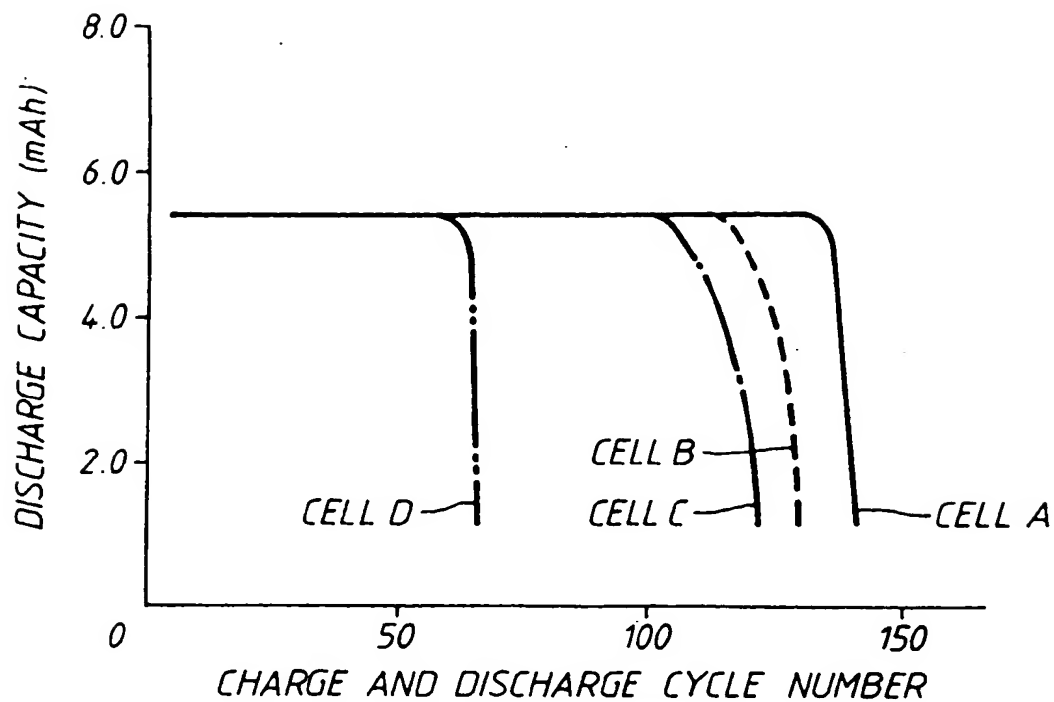 8.0
6.0
4.0
2.0
0
50
100
150
DISCHARGE CAPACITY (mAh)
CELL D
CELL B
CELL C
CELL A
CHARGE AND DISCHARGE CYCLE NUMBER